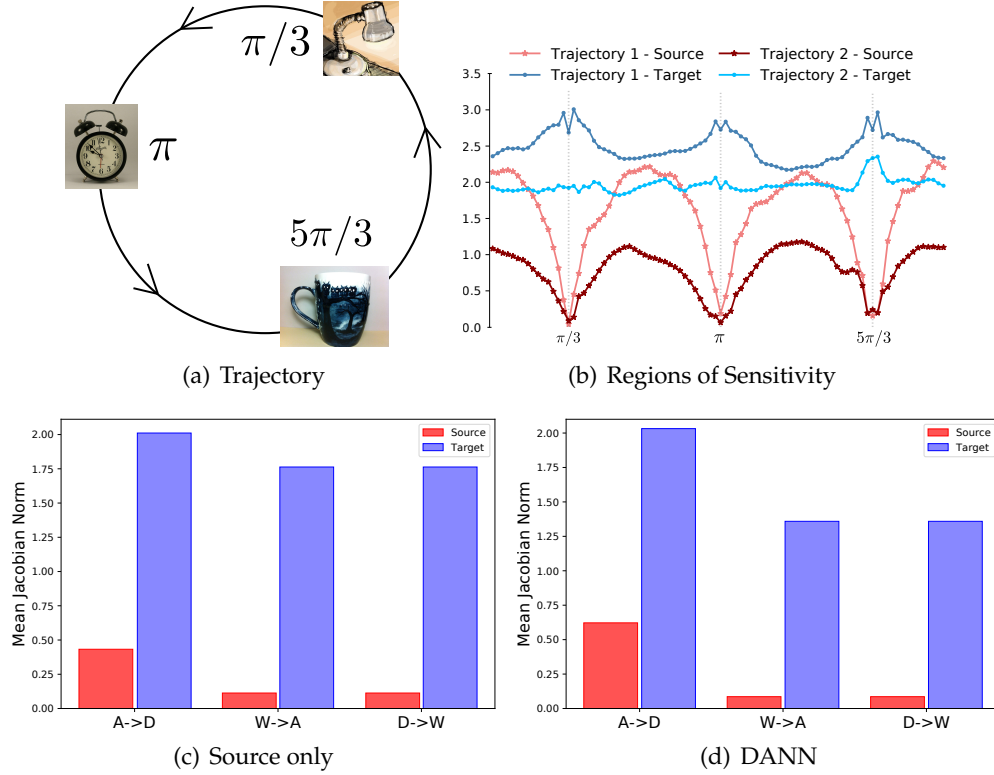 π/3
π
5π/3
(a) Trajectory
Trajectory 1 - Source
Trajectory 1 - Target
Trajectory 2 - Source
Trajectory 2 - Target
3.5
3.0
2.5
2.0
1.5
1.0
0.5
0.0
π/3
π
5π/3
(b) Regions of Sensitivity
Mean Jacobian Norm
2.00
1.75
1.50
1.25
1.00
0.75
0.50
0.25
0.00
Source
Target
A->D
W->A
D->W
(c) Source only
Mean Jacobian Norm
2.00
1.75
1.50
1.25
1.00
0.75
0.50
0.25
0.00
Source
Target
A->D
W->A
D->W
(d) DANN